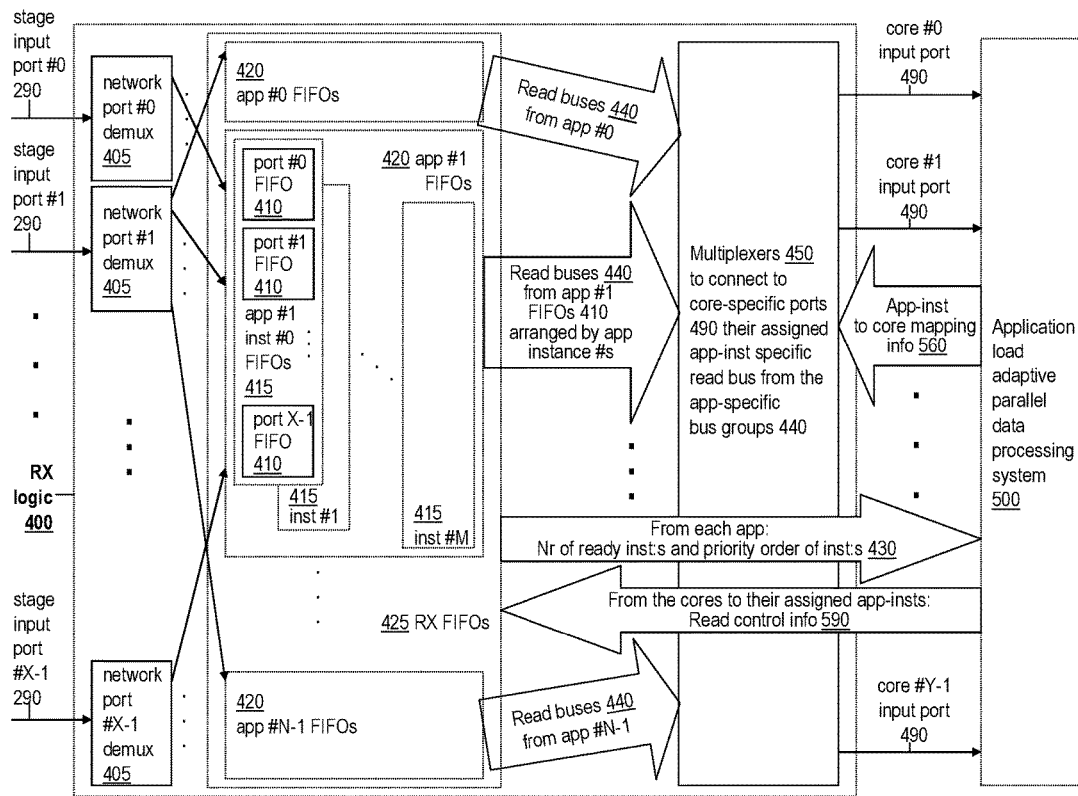 stage
input
port #0
290
network
port #0
demux
405
stage
input
port #1
290
network
port #1
demux
405
RX
logic
400
stage
input
port
#X-1
290
network
port
#X-1
demux
405
420
app #0 FIFOs
420 app #1
FIFOs
port #0
FIFO
410
port #1
FIFO
410
app #1
inst #0
FIFOs
415
port X-1
FIFO
410
415
inst #1
415
inst #M
425 RX FIFOs
420
app #N-1 FIFOs
Read buses 440
from app #0
Read buses 440
from app #1
FIFOs 410
arranged by app
instance #s
Read buses 440
from app #N-1
Multiplexers 450
to connect to
core-specific ports
490 their assigned
app-inst specific
read bus from the
app-specific
bus groups 440
From each app:
Nr of ready inst:s and priority order of inst:s 430
From the cores to their assigned app-insts:
Read control info 590
core #0
input port
490
core #1
input port
490
App-inst
to core mapping
info 560
core #Y-1
input port
490
Application
load
adaptive
parallel
data
processing
system
500